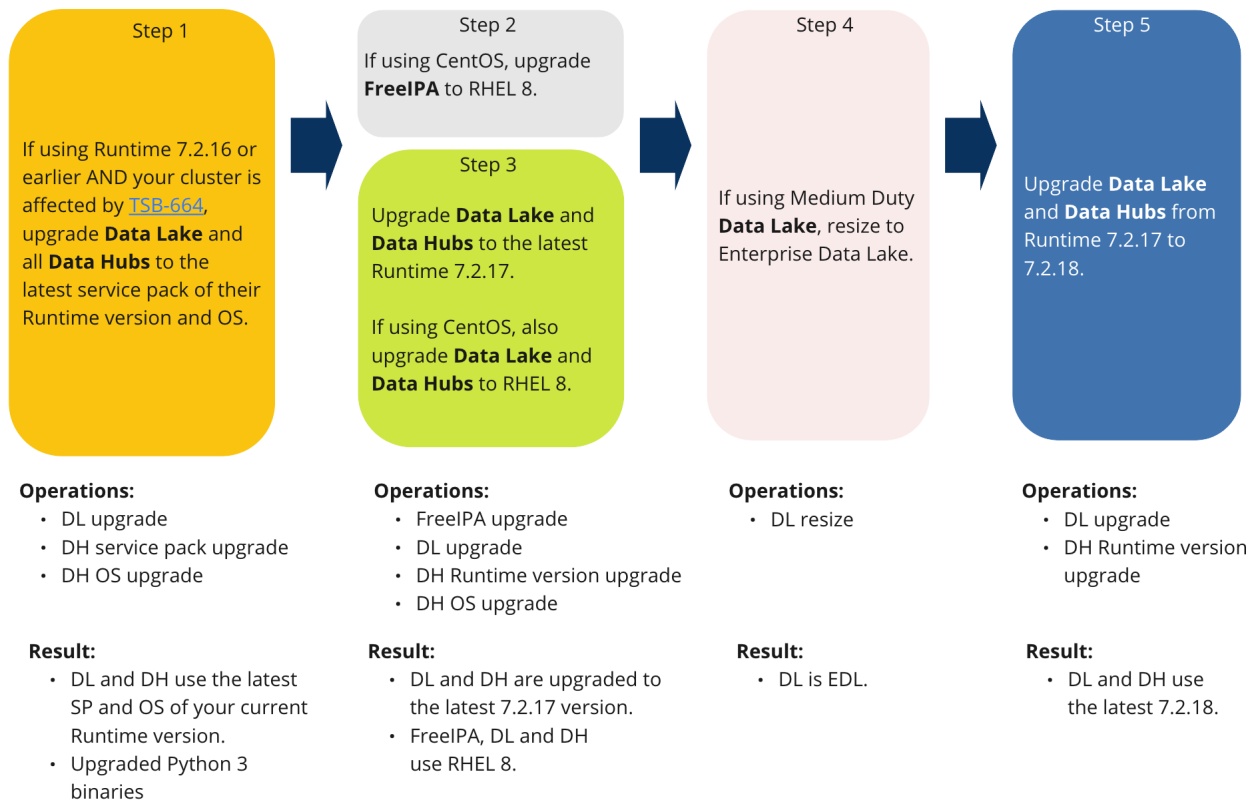 Step 1
If using Runtime 7.2.16 or
earlier AND your cluster is
affected by TSB-664,
upgrade Data Lake and
all Data Hubs to the
latest service pack of their
Runtime version and OS.
Step 2
If using CentOS, upgrade
FreeIPA to RHEL 8.
Step 3
Upgrade Data Lake and
Data Hubs to the latest
Runtime 7.2.17.
If using CentOS, also
upgrade Data Lake and
Data Hubs to RHEL 8.
Step 4
If using Medium Duty
Data Lake, resize to
Enterprise Data Lake.
Step 5
Upgrade Data Lake
and Data Hubs from
Runtime 7.2.17 to
7.2.18.
Operations:
• DL upgrade
• DH service pack upgrade
• DH OS upgrade
Operations:
• FreeIPA upgrade
• DL upgrade
• DH Runtime version upgrade
• DH OS upgrade
Operations:
• DL resize
Operations:
• DL upgrade
• DH Runtime version
upgrade
Result:
• DL and DH use the latest
SP and OS of your current
Runtime version.
• Upgraded Python 3
binaries
Result:
• DL and DH are upgraded to
the latest 7.2.17 version.
• FreeIPA, DL and DH
use RHEL 8.
Result:
• DL is EDL.
Result:
• DL and DH use
the latest 7.2.18.